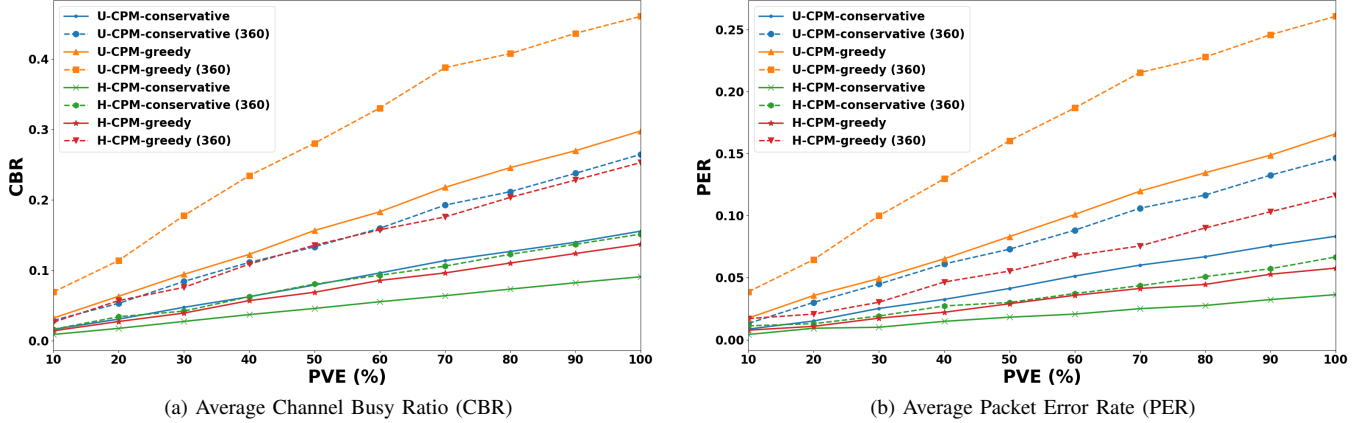 U-CPM-conservative
U-CPM-conservative (360)
U-CPM-greedy
U-CPM-greedy (360)
H-CPM-conservative
H-CPM-conservative (360)
H-CPM-greedy
H-CPM-greedy (360)
CBR
0.4
0.3
0.2
0.1
0.0
10 20 30 40 50 60 70 80 90 100
PVE (%)
(a) Average Channel Busy Ratio (CBR)
U-CPM-conservative
U-CPM-conservative (360)
U-CPM-greedy
U-CPM-greedy (360)
H-CPM-conservative
H-CPM-conservative (360)
H-CPM-greedy
H-CPM-greedy (360)
PER
0.25
0.20
0.15
0.10
0.05
0.00
10 20 30 40 50 60 70 80 90 100
PVE (%)
(b) Average Packet Error Rate (PER)